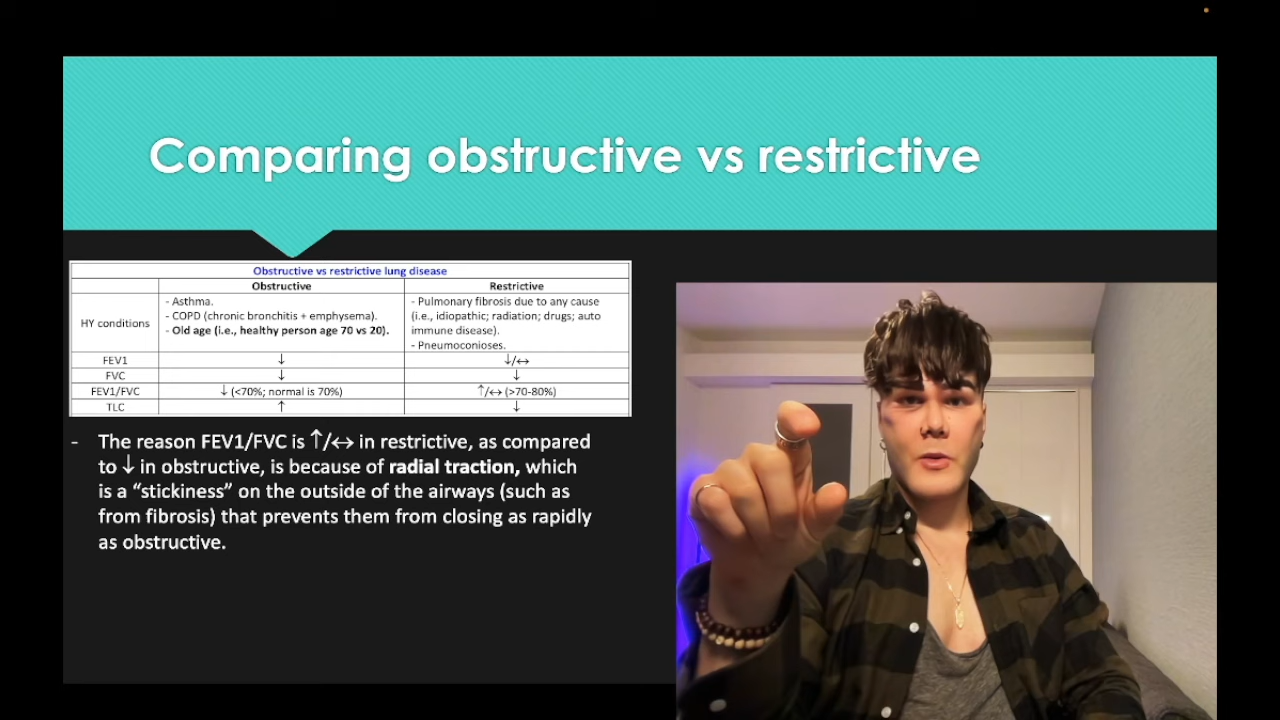 Comparing obstructive vs restrictive
Obstructive vs restrictive lung disease
Obstructive Restrictive
HY conditions
- Asthma.
- COPD (chronic bronchitis + emphysema).
- Old age (i.e., healthy person age 70 vs 20).
- Pulmonary fibrosis due to any cause
(i.e., idiopathic; radiation; drugs; auto
immune disease).
- Pneumoconioses.
FEV1 ↓ ↓/↔
FVC ↓ ↓
FEV1/FVC ↓ (<70%; normal is 70%) ↑/↔ (>70-80%)
TLC ↑ ↓
- The reason FEV1/FVC is ↑/↔ in restrictive, as compared
to ↓ in obstructive, is because of radial traction, which
is a “stickiness” on the outside of the airways (such as
from fibrosis) that prevents them from closing as rapidly
as obstructive.